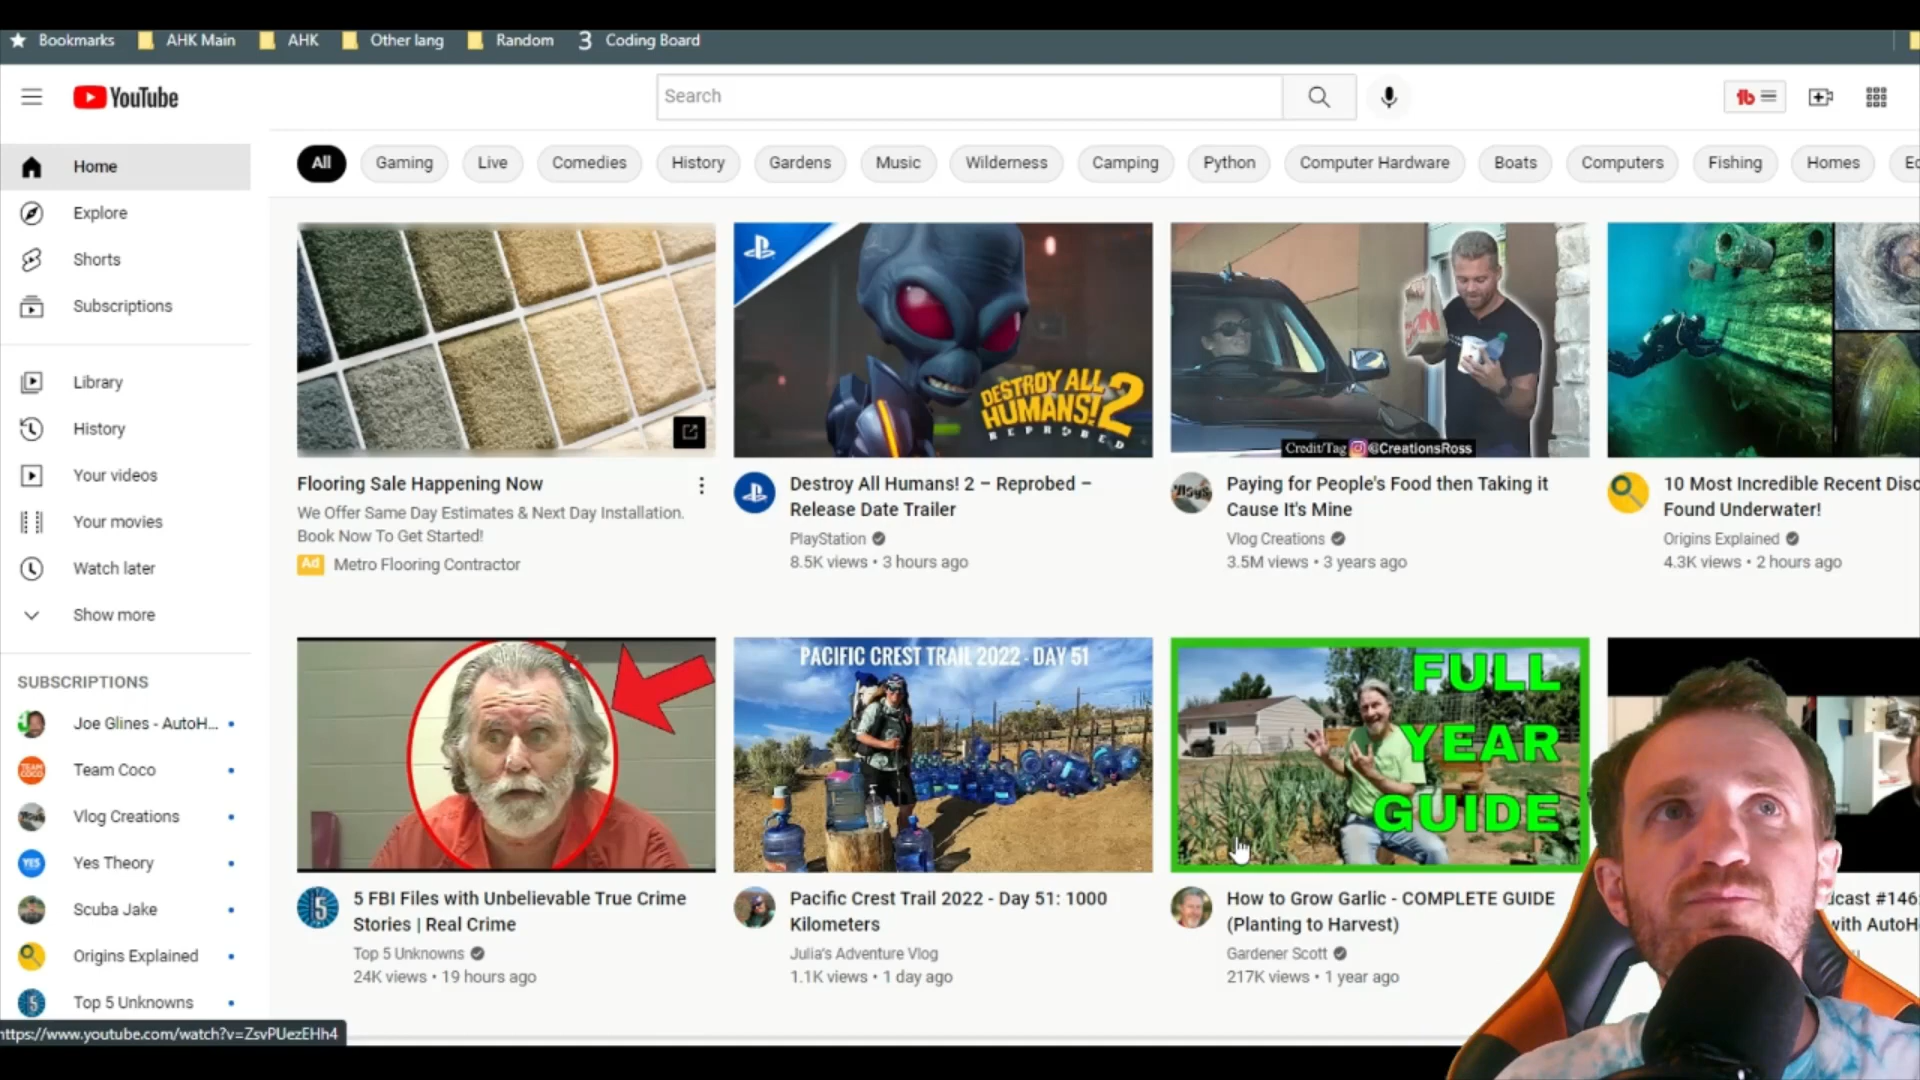 Bookmarks AHK Main AHK Other lang Random 3 Coding Board
YouTube
Search
Home
Explore
Shorts
Subscriptions
Library
History
Your videos
Your movies
Watch later
Show more
SUBSCRIPTIONS
Joe Glines - AutoH...
Team Coco
Vlog Creations
Yes Theory
Scuba Jake
Origins Explained
Top 5 Unknowns
https://www.youtube.com/watch?v=ZsvPUezEHh4
All Gaming Live Comedies History Gardens Music Wilderness Camping Python Computer Hardware Boats Computers Fishing Homes
DESTROY ALL
HUMANS! 2
REPROBED
Credit/Tag @CreationsRoss
Flooring Sale Happening Now
We Offer Same Day Estimates & Next Day Installation.
Book Now To Get Started!
Ad Metro Flooring Contractor
Destroy All Humans! 2 – Reprobed –
Release Date Trailer
PlayStation
8.5K views • 3 hours ago
Paying for People's Food then Taking it
Cause It's Mine
Vlog Creations
3.5M views • 3 years ago
10 Most Incredible Recent Disc
Found Underwater!
Origins Explained
4.3K views • 2 hours ago
PACIFIC CREST TRAIL 2022 - DAY 51
FULL
YEAR
GUIDE
5 FBI Files with Unbelievable True Crime
Stories | Real Crime
Top 5 Unknowns
24K views • 19 hours ago
Pacific Crest Trail 2022 - Day 51: 1000
Kilometers
Julia's Adventure Vlog
1.1K views • 1 day ago
How to Grow Garlic - COMPLETE GUIDE
(Planting to Harvest)
Gardener Scott
217K views • 1 year ago
dcast #146
with AutoH